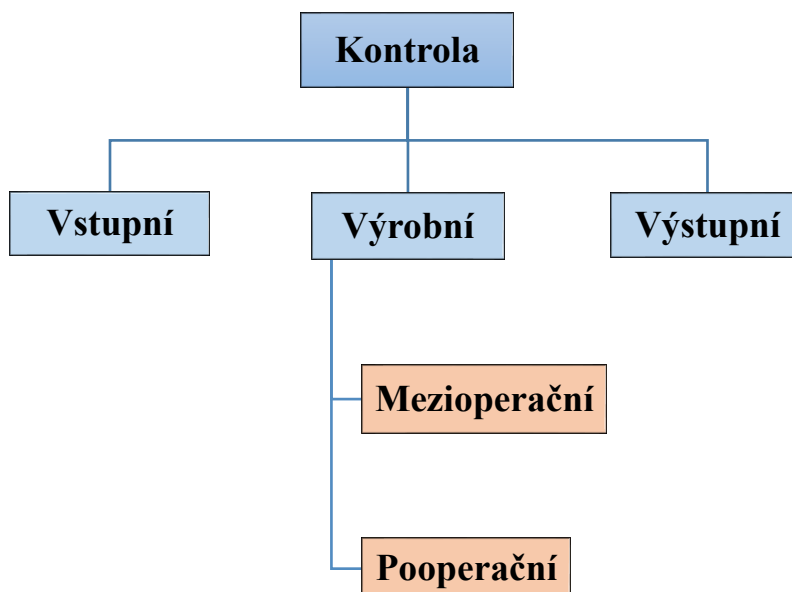 Kontrola
Vstupní
Výrobní
Výstupní
Mezioperační
Pooperační